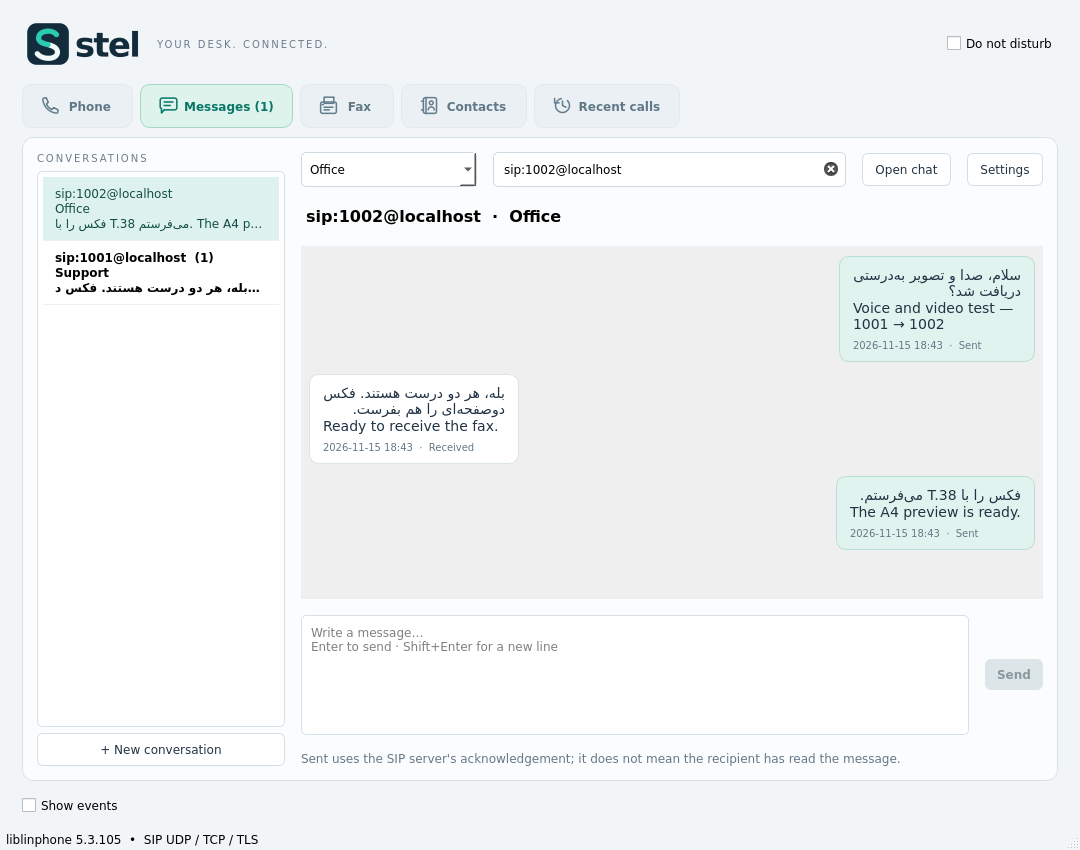 stel
YOUR DESK. CONNECTED.
Do not disturb
Phone
Messages (1)
Fax
Contacts
Recent calls
CONVERSATIONS
sip:1002@localhost
Office
فکس را با T.38 می‌فرستم. The A4 p…
sip:1001@localhost (1)
Support
بله، هر دو درست هستند. فکس د…
+ New conversation
Office
sip:1002@localhost
Open chat
Settings
sip:1002@localhost · Office
سلام، صدا و تصویر به‌درستی
دریافت شد؟
Voice and video test —
1001 → 1002
2026-11-15 18:43 · Sent
بله، هر دو درست هستند. فکس
دوصفحه‌ای را هم بفرست.
Ready to receive the fax.
2026-11-15 18:43 · Received
فکس را با T.38 می‌فرستم.
The A4 preview is ready.
2026-11-15 18:43 · Sent
Write a message…
Enter to send · Shift+Enter for a new line
Send
Sent uses the SIP server's acknowledgement; it does not mean the recipient has read the message.
Show events
liblinphone 5.3.105 • SIP UDP / TCP / TLS